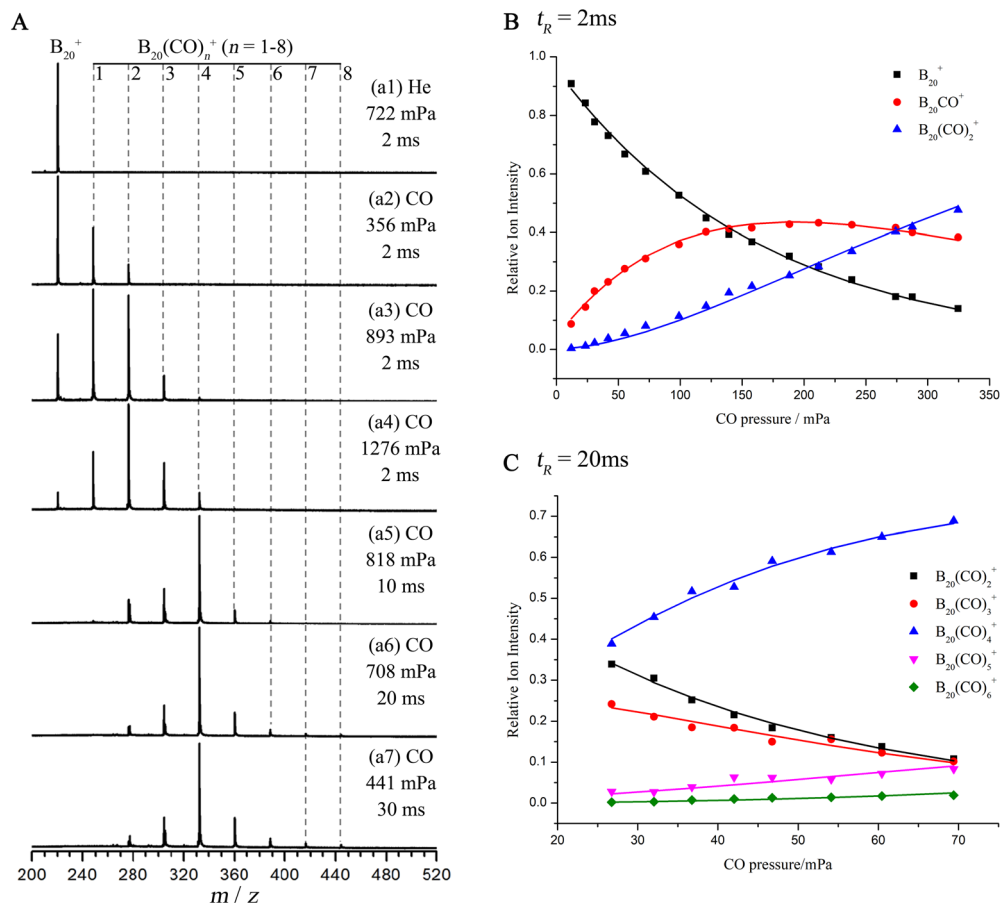 A
B₂₀⁺
B₂₀(CO)ₙ⁺ (n = 1-8)
1 2 3 4 5 6 7 8
(a1) He
722 mPa
2 ms
(a2) CO
356 mPa
2 ms
(a3) CO
893 mPa
2 ms
(a4) CO
1276 mPa
2 ms
(a5) CO
818 mPa
10 ms
(a6) CO
708 mPa
20 ms
(a7) CO
441 mPa
30 ms
200 240 280 320 360 400 440 480 520
m / z
B t_R = 2ms
1.0
0.8
0.6
0.4
0.2
0.0
Relative Ion Intensity
B₂₀⁺
B₂₀CO⁺
B₂₀(CO)₂⁺
0 50 100 150 200 250 300 350
CO pressure / mPa
C t_R = 20ms
0.7
0.6
0.5
0.4
0.3
0.2
0.1
0.0
Relative Ion Intensity
B₂₀(CO)₂⁺
B₂₀(CO)₃⁺
B₂₀(CO)₄⁺
B₂₀(CO)₅⁺
B₂₀(CO)₆⁺
20 30 40 50 60 70
CO pressure/mPa